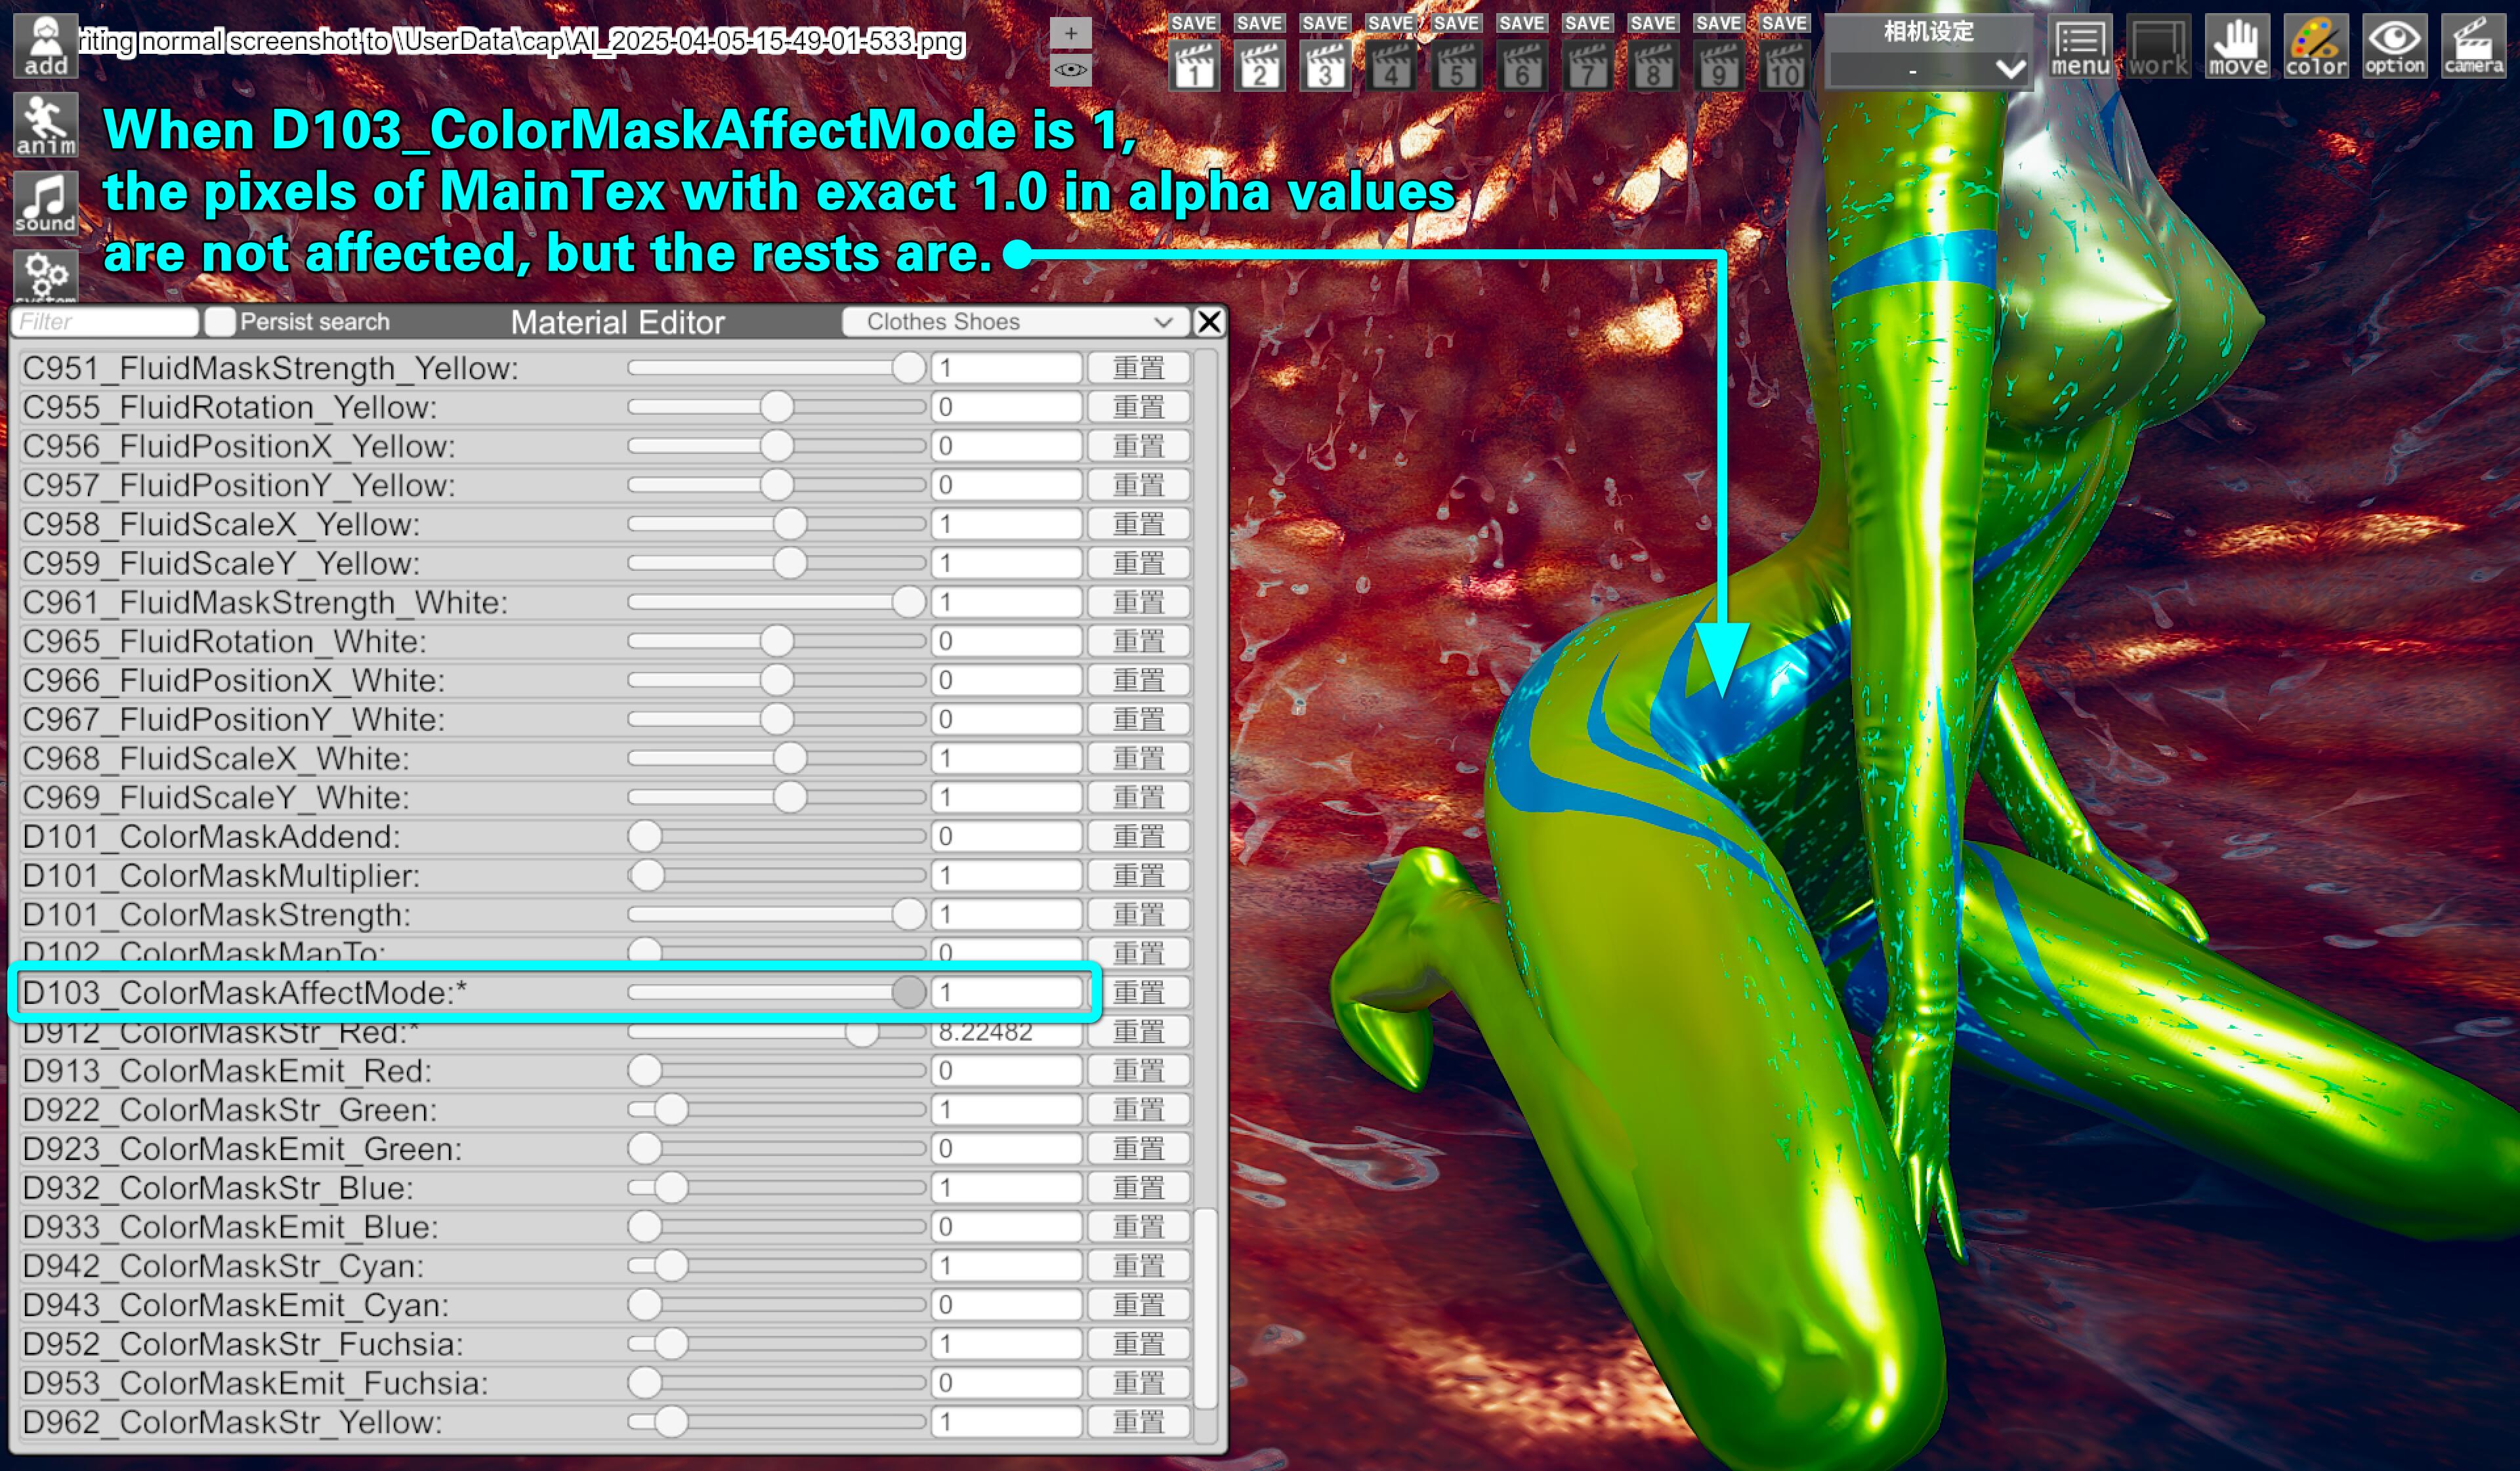 add
riting normal screenshot to \UserData\cap\AI_2025-04-05-15-49-01-533.png
+
SAVE SAVE SAVE SAVE SAVE SAVE SAVE SAVE SAVE SAVE
1 2 3 4 5 6 7 8 9 10
相机设定
-
menu work move color option camera
anim
sound
system
When D103_ColorMaskAffectMode is 1,
the pixels of MainTex with exact 1.0 in alpha values
are not affected, but the rests are.
Filter Persist search Material Editor Clothes Shoes X
C951_FluidMaskStrength_Yellow: 1 重置
C955_FluidRotation_Yellow: 0 重置
C956_FluidPositionX_Yellow: 0 重置
C957_FluidPositionY_Yellow: 0 重置
C958_FluidScaleX_Yellow: 1 重置
C959_FluidScaleY_Yellow: 1 重置
C961_FluidMaskStrength_White: 1 重置
C965_FluidRotation_White: 0 重置
C966_FluidPositionX_White: 0 重置
C967_FluidPositionY_White: 0 重置
C968_FluidScaleX_White: 1 重置
C969_FluidScaleY_White: 1 重置
D101_ColorMaskAddend: 0 重置
D101_ColorMaskMultiplier: 1 重置
D101_ColorMaskStrength: 1 重置
D102_ColorMaskMapTo: 0 重置
D103_ColorMaskAffectMode:* 1 重置
D912_ColorMaskStr_Red:* 8.22482 重置
D913_ColorMaskEmit_Red: 0 重置
D922_ColorMaskStr_Green: 1 重置
D923_ColorMaskEmit_Green: 0 重置
D932_ColorMaskStr_Blue: 1 重置
D933_ColorMaskEmit_Blue: 0 重置
D942_ColorMaskStr_Cyan: 1 重置
D943_ColorMaskEmit_Cyan: 0 重置
D952_ColorMaskStr_Fuchsia: 1 重置
D953_ColorMaskEmit_Fuchsia: 0 重置
D962_ColorMaskStr_Yellow: 1 重置